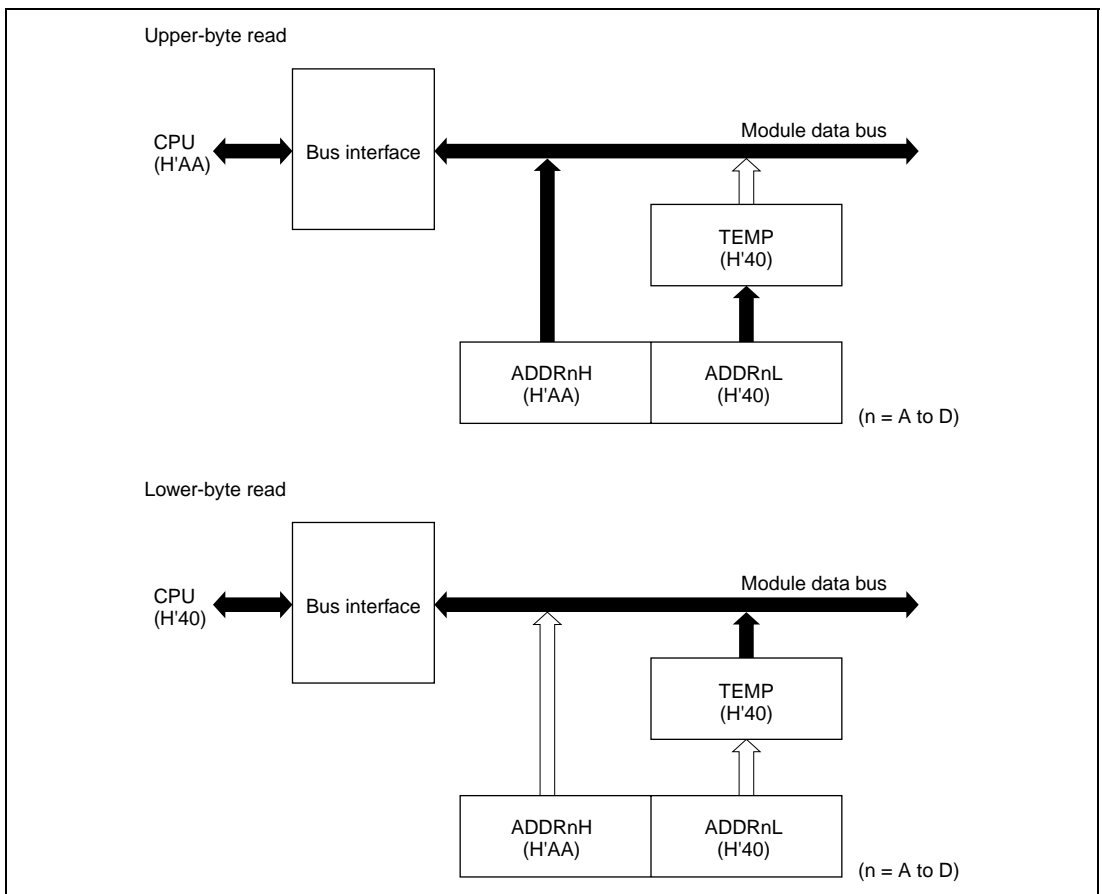 Upper-byte read
CPU
(H'AA)
Bus interface
Module data bus
TEMP
(H'40)
ADDRnH
(H'AA)
ADDRnL
(H'40)
(n = A to D)
Lower-byte read
CPU
(H'40)
Bus interface
Module data bus
TEMP
(H'40)
ADDRnH
(H'AA)
ADDRnL
(H'40)
(n = A to D)